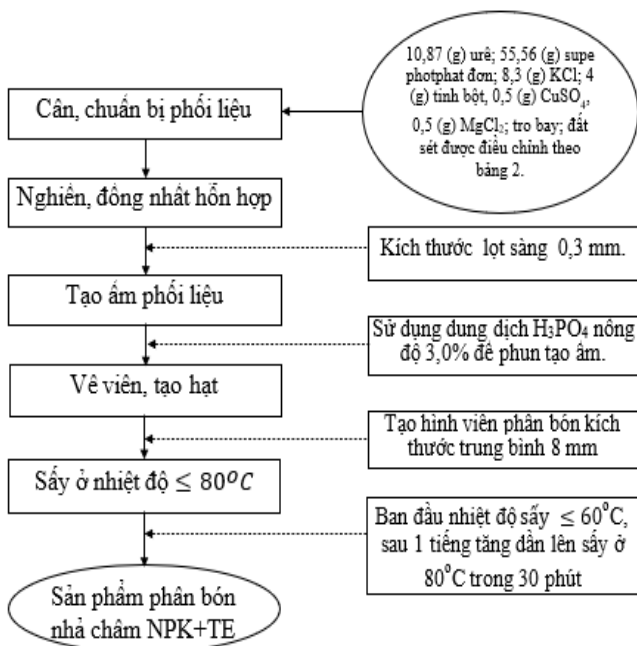 10,87 (g) urê; 55,56 (g) supe
photphat đơn; 8,3 (g) KCl; 4
(g) tinh bột, 0,5 (g) CuSO₄,
0,5 (g) MgCl₂; tro bay; đất
sét được điều chỉnh theo
bảng 2.
Cân, chuẩn bị phối liệu
Nghiền, đồng nhất hỗn hợp
Kích thước lọt sàng 0,3 mm.
Tạo ẩm phối liệu
Sử dụng dung dịch H₃PO₄ nồng
độ 3,0% để phun tạo ẩm.
Vê viên, tạo hạt
Tạo hình viên phân bón kích
thước trung bình 8 mm
Sấy ở nhiệt độ ≤ 80⁰C
Ban đầu nhiệt độ sấy ≤ 60⁰C,
sau 1 tiếng tăng dần lên sấy ở
80⁰C trong 30 phút
Sản phẩm phân bón
nhả chậm NPK+TE